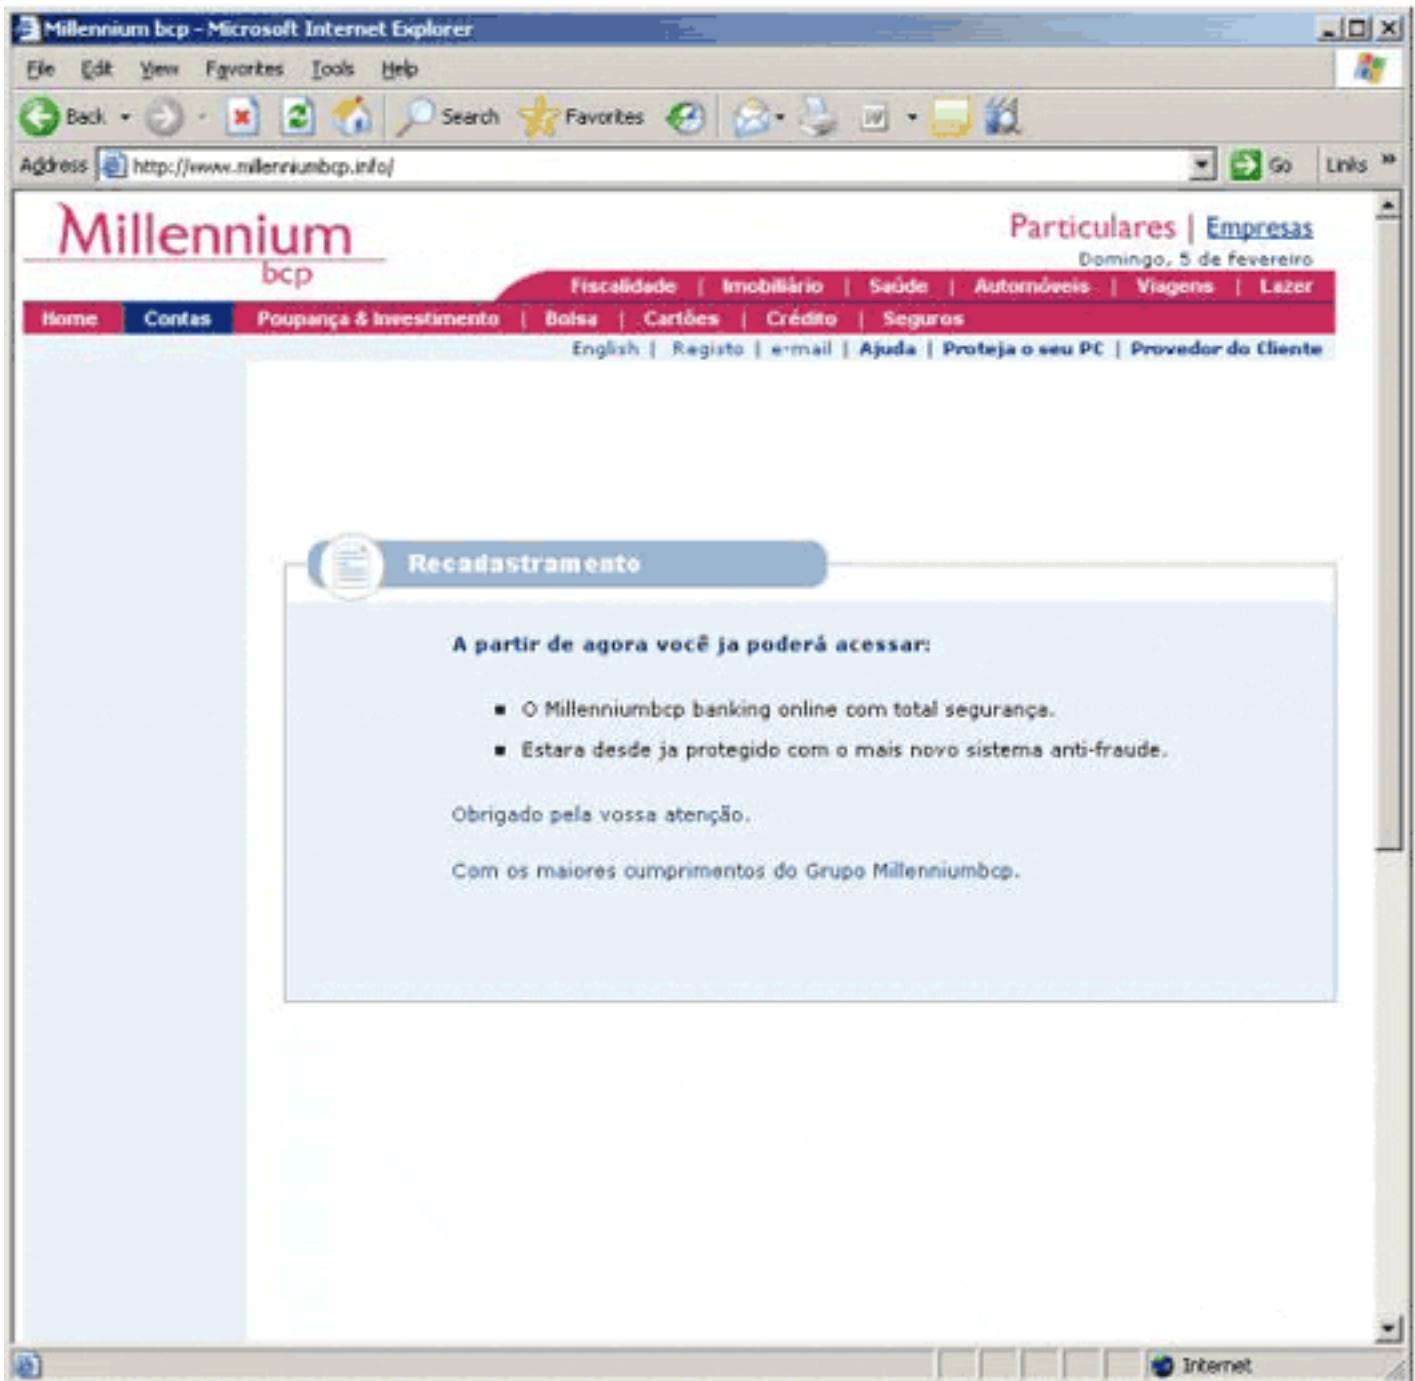 Millennium bcp - Microsoft Internet Explorer
File Edit View Favorites Tools Help
Back Search Favorites
Address http://www.millenniumbcp.info/ Go Links »
Millennium
bcp
Particulares | Empresas
Domingo, 5 de fevereiro
Fiscalidade | Imobiliário | Saúde | Automóveis | Viagens | Lazer
Home Contas Poupança & Investimento | Bolsa | Cartões | Crédito | Seguros
English | Registo | e-mail | Ajuda | Proteja o seu PC | Provedor do Cliente
Recadastramento
A partir de agora você ja poderá acessar:
▪ O Millenniumbcp banking online com total segurança.
▪ Estara desde ja protegido com o mais novo sistema anti-fraude.
Obrigado pela vossa atenção.
Com os maiores cumprimentos do Grupo Millenniumbcp.
Internet